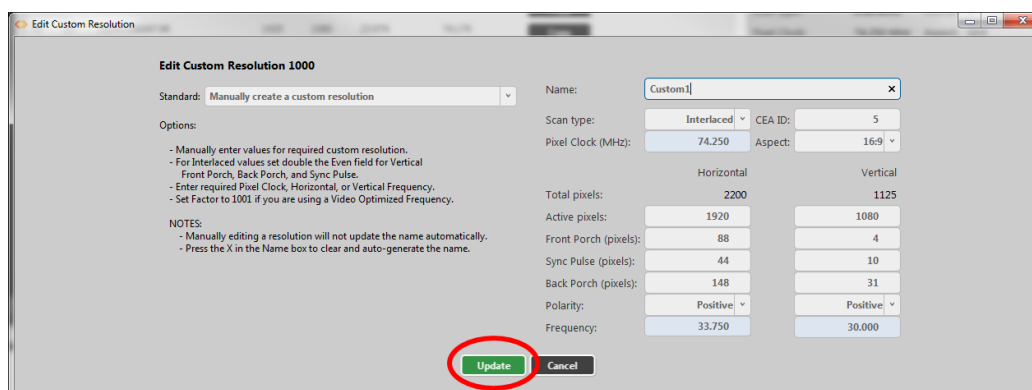 Edit Custom Resolution
Edit Custom Resolution 1000
Standard: Manually create a custom resolution
Options:
- Manually enter values for required custom resolution.
- For Interlaced values set double the Even field for Vertical
Front Porch, Back Porch, and Sync Pulse.
- Enter required Pixel Clock, Horizontal, or Vertical Frequency.
- Set Factor to 1001 if you are using a Video Optimized Frequency.
NOTES:
- Manually editing a resolution will not update the name automatically.
- Press the X in the Name box to clear and auto-generate the name.
Name: Custom1
Scan type: Interlaced CEA ID: 5
Pixel Clock (MHz): 74.250 Aspect: 16:9
Horizontal Vertical
Total pixels: 2200 1125
Active pixels: 1920 1080
Front Porch (pixels): 88 4
Sync Pulse (pixels): 44 10
Back Porch (pixels): 148 31
Polarity: Positive Positive
Frequency: 33.750 30.000
Update Cancel